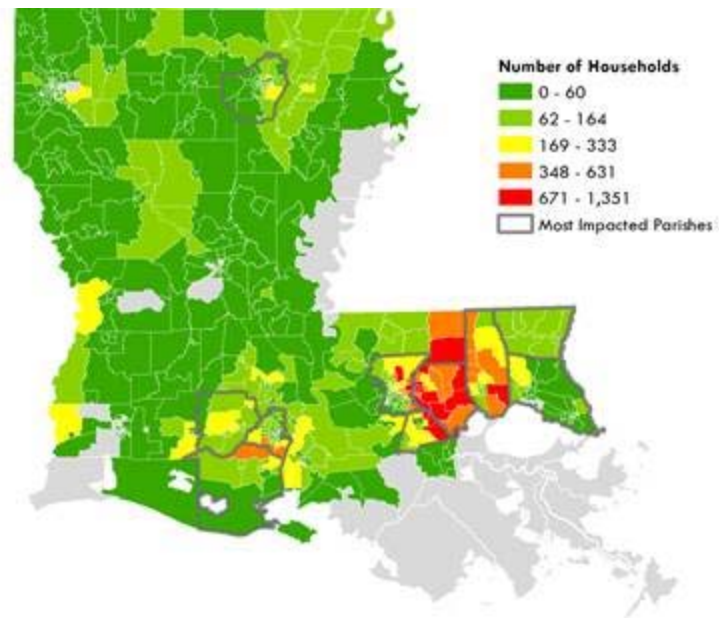 Number of Households
0 - 60
62 - 164
169 - 333
348 - 631
671 - 1,351
Most Impacted Parishes